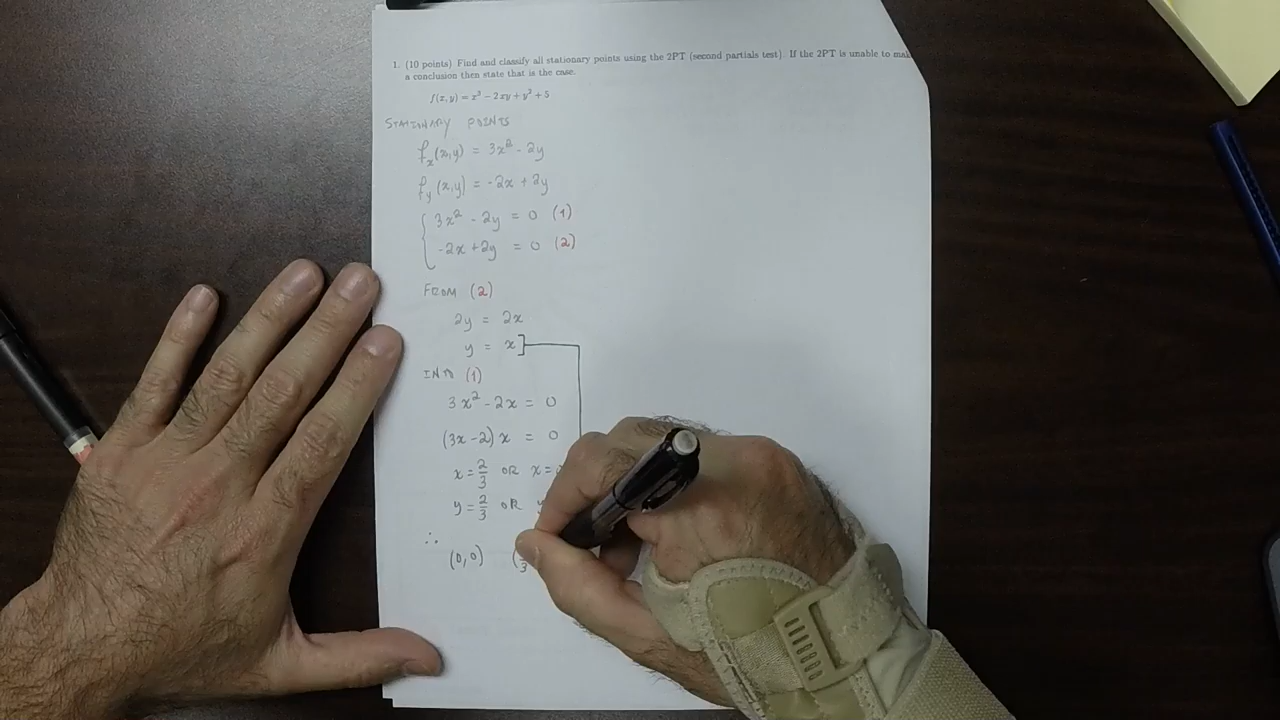 1. (10 points) Find and classify all stationary points using the 2PT (second partials test). If the 2PT is unable to
a conclusion then state that is the case.
f(x, y) = x³ − 2xy + y² + 5
STATIONARY POINTS
fₓ(x,y) = 3x² - 2y
f_y(x,y) = -2x + 2y
3x² - 2y = 0 (1)
-2x + 2y = 0 (2)
FROM (2)
2y = 2x
y = x
INTO (1)
3x² - 2x = 0
(3x - 2) x = 0
x = 2/3 OR x =
y = 2/3 OR
∴
(0,0) (